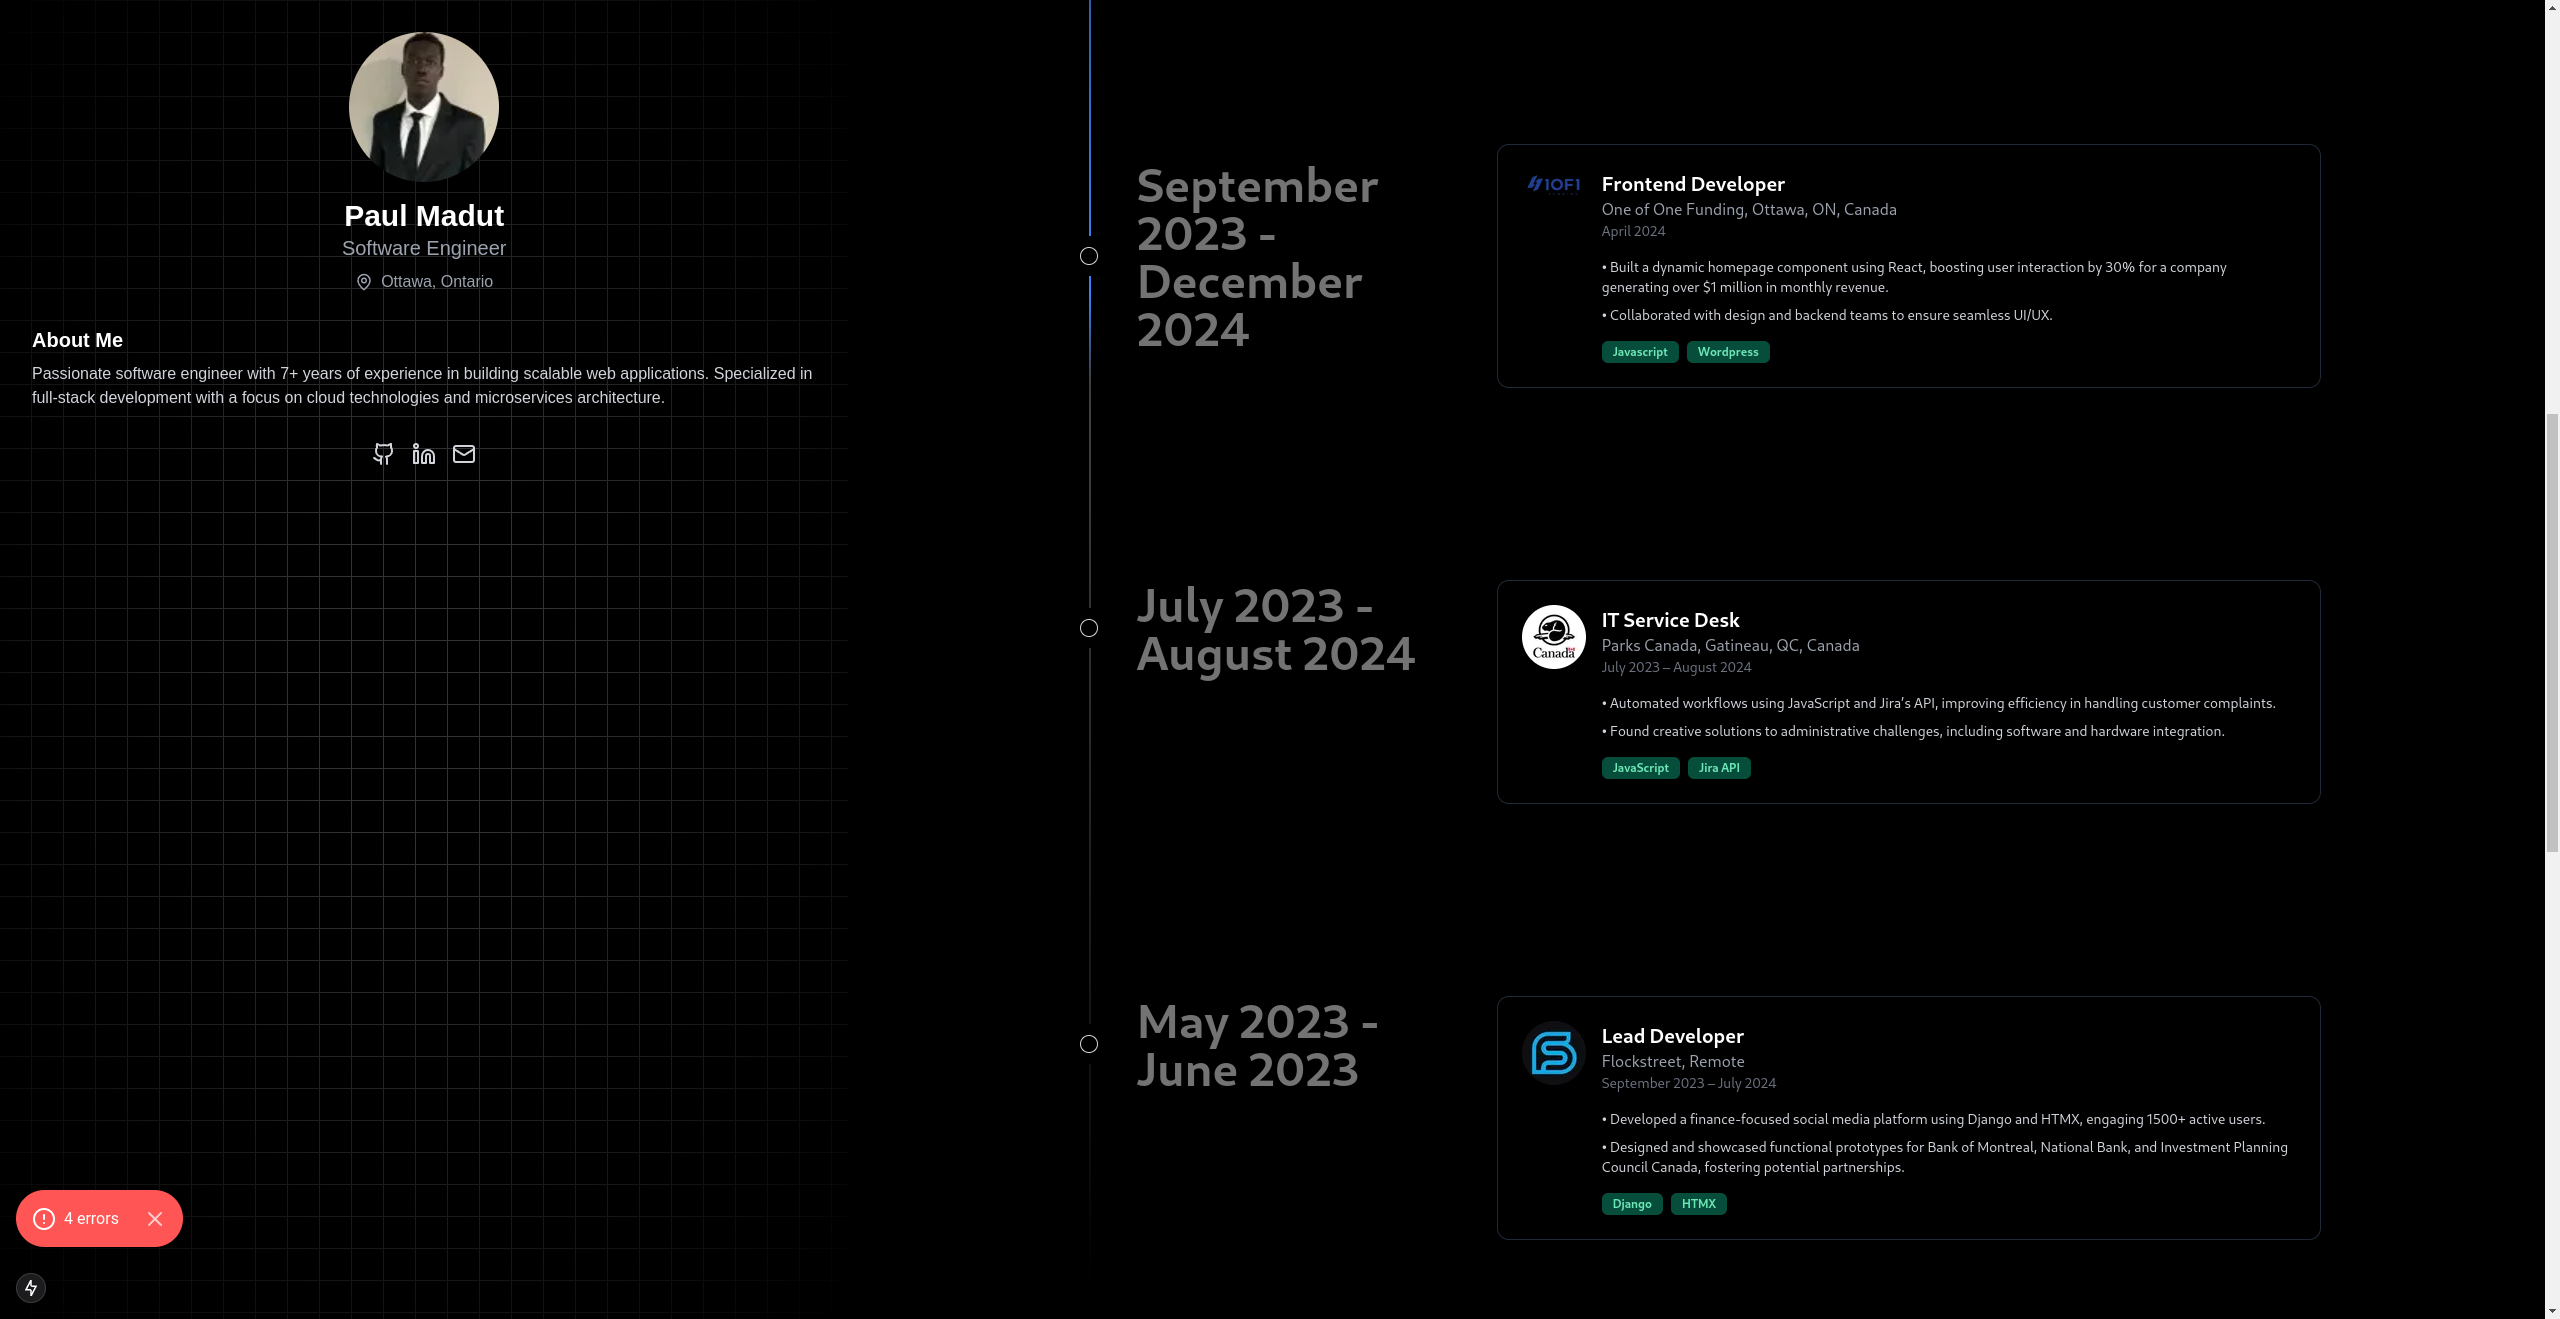 Paul Madut
Software Engineer
Ottawa, Ontario
About Me
Passionate software engineer with 7+ years of experience in building scalable web applications. Specialized in
full-stack development with a focus on cloud technologies and microservices architecture.
4 errors
September
2023 -
December
2024
1OF1
Frontend Developer
One of One Funding, Ottawa, ON, Canada
April 2024
• Built a dynamic homepage component using React, boosting user interaction by 30% for a company
generating over $1 million in monthly revenue.
• Collaborated with design and backend teams to ensure seamless UI/UX.
Javascript Wordpress
July 2023 -
August 2024
Canada
IT Service Desk
Parks Canada, Gatineau, QC, Canada
July 2023 – August 2024
• Automated workflows using JavaScript and Jira’s API, improving efficiency in handling customer complaints.
• Found creative solutions to administrative challenges, including software and hardware integration.
JavaScript Jira API
May 2023 -
June 2023
Lead Developer
Flockstreet, Remote
September 2023 – July 2024
• Developed a finance-focused social media platform using Django and HTMX, engaging 1500+ active users.
• Designed and showcased functional prototypes for Bank of Montreal, National Bank, and Investment Planning
Council Canada, fostering potential partnerships.
Django HTMX